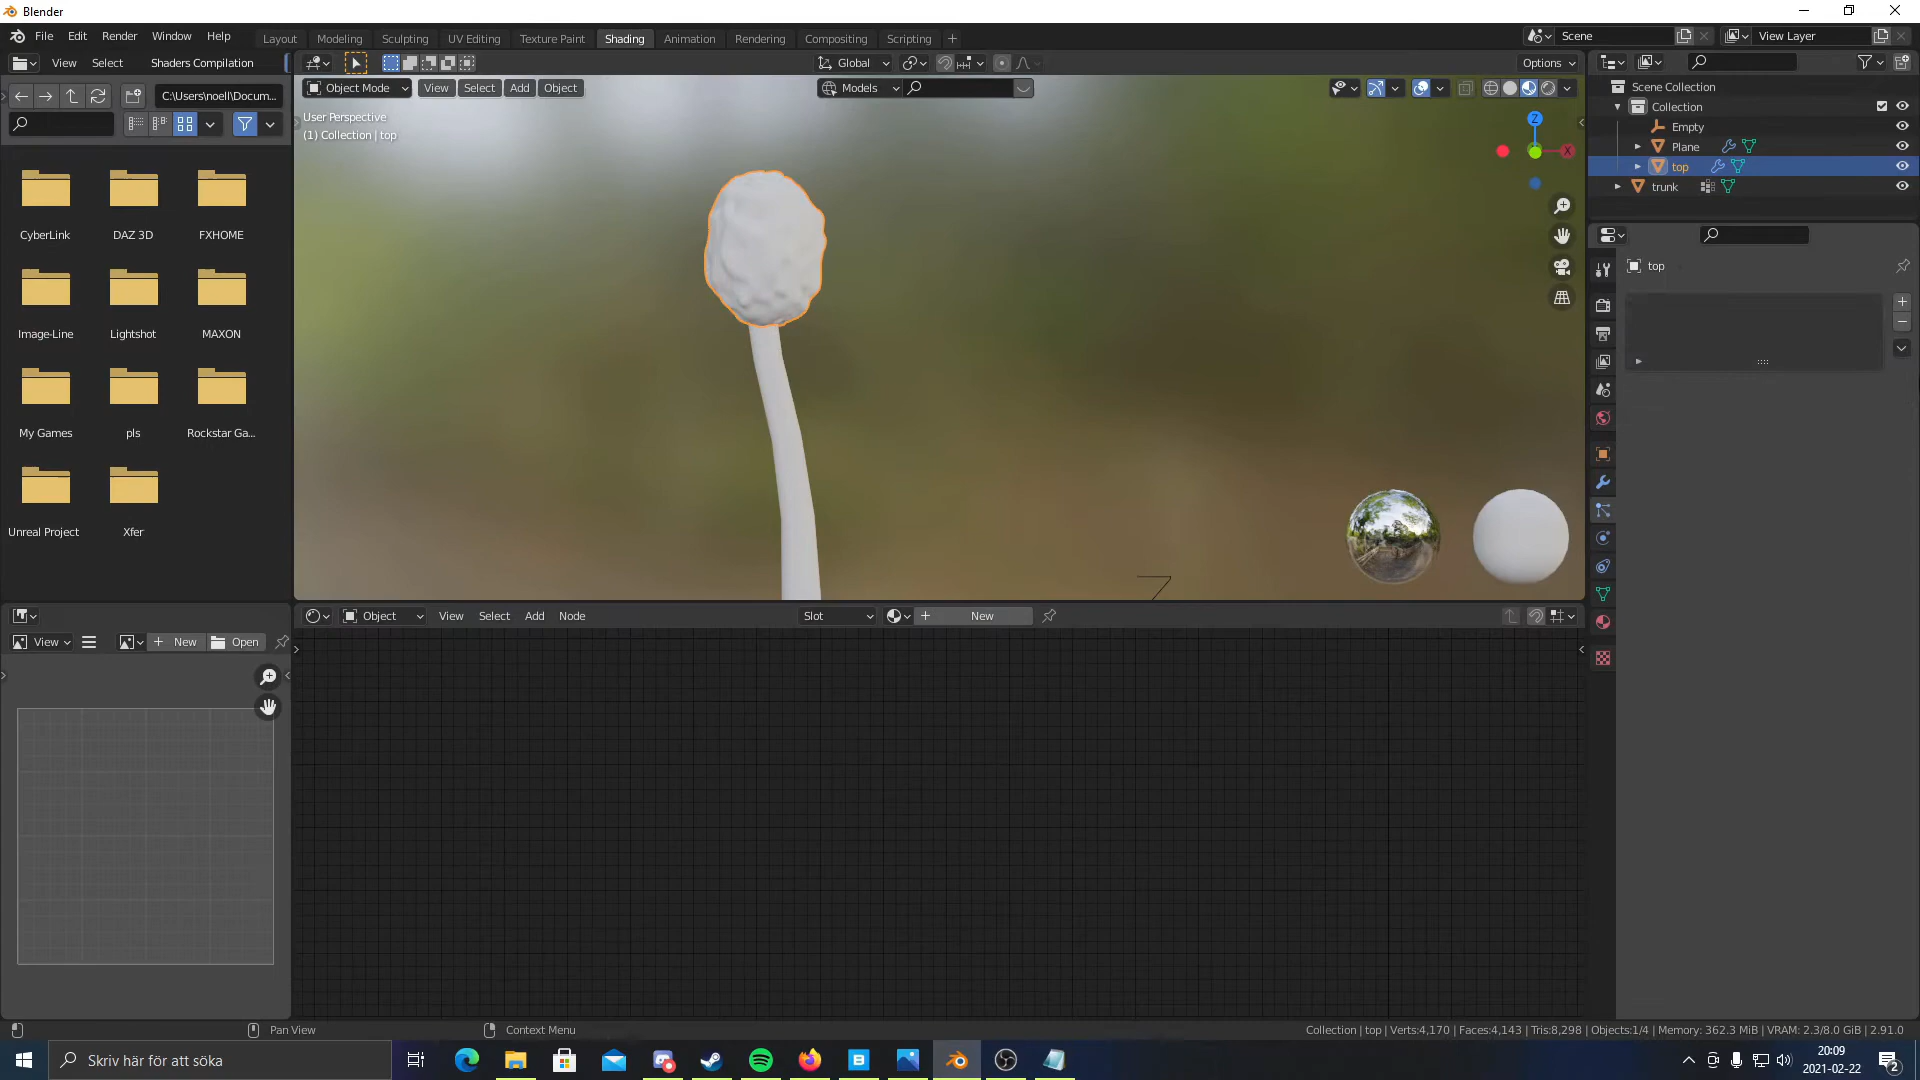 Blender
File Edit Render Window Help
Layout Modeling Sculpting UV Editing Texture Paint Shading Animation Rendering Compositing Scripting
Scene
View Layer
View Select Shaders Compilation
Global
Options
C:\Users\noell\Docum...
Object Mode View Select Add Object
Models
User Perspective
(1) Collection | top
Z
X
Scene Collection
Collection
Empty
Plane
top
trunk
top
CyberLink DAZ 3D FXHOME
Image-Line Lightshot MAXON
My Games pls Rockstar Ga...
Unreal Project Xfer
Object View Select Add Node
Slot
New
View New Open
Pan View
Context Menu
Collection | top | Verts:4,170 | Faces:4,143 | Tris:8,298 | Objects:1/4 | Memory: 362.3 MiB | VRAM: 2.3/8.0 GiB | 2.91.0
Skriv här för att söka
20:09
2021-02-22
2